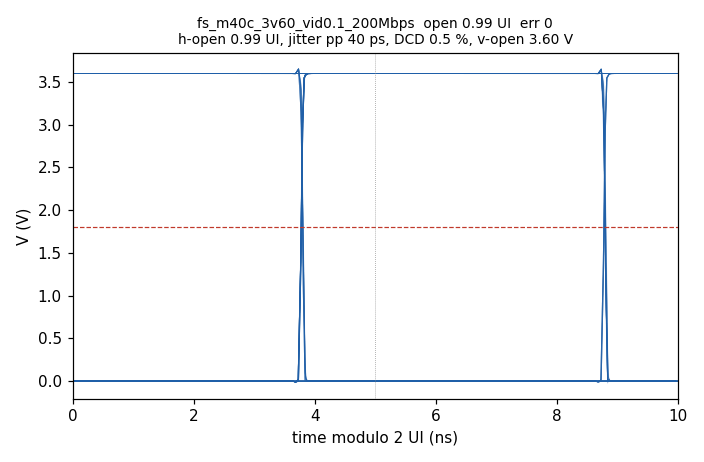 fs_m40c_3v60_vid0.1_200Mbps  open 0.99 UI  err 0
h-open 0.99 UI, jitter pp 40 ps, DCD 0.5 %, v-open 3.60 V
3.5
3.0
2.5
2.0
1.5
1.0
0.5
0.0
V (V)
0 2 4 6 8 10
time modulo 2 UI (ns)